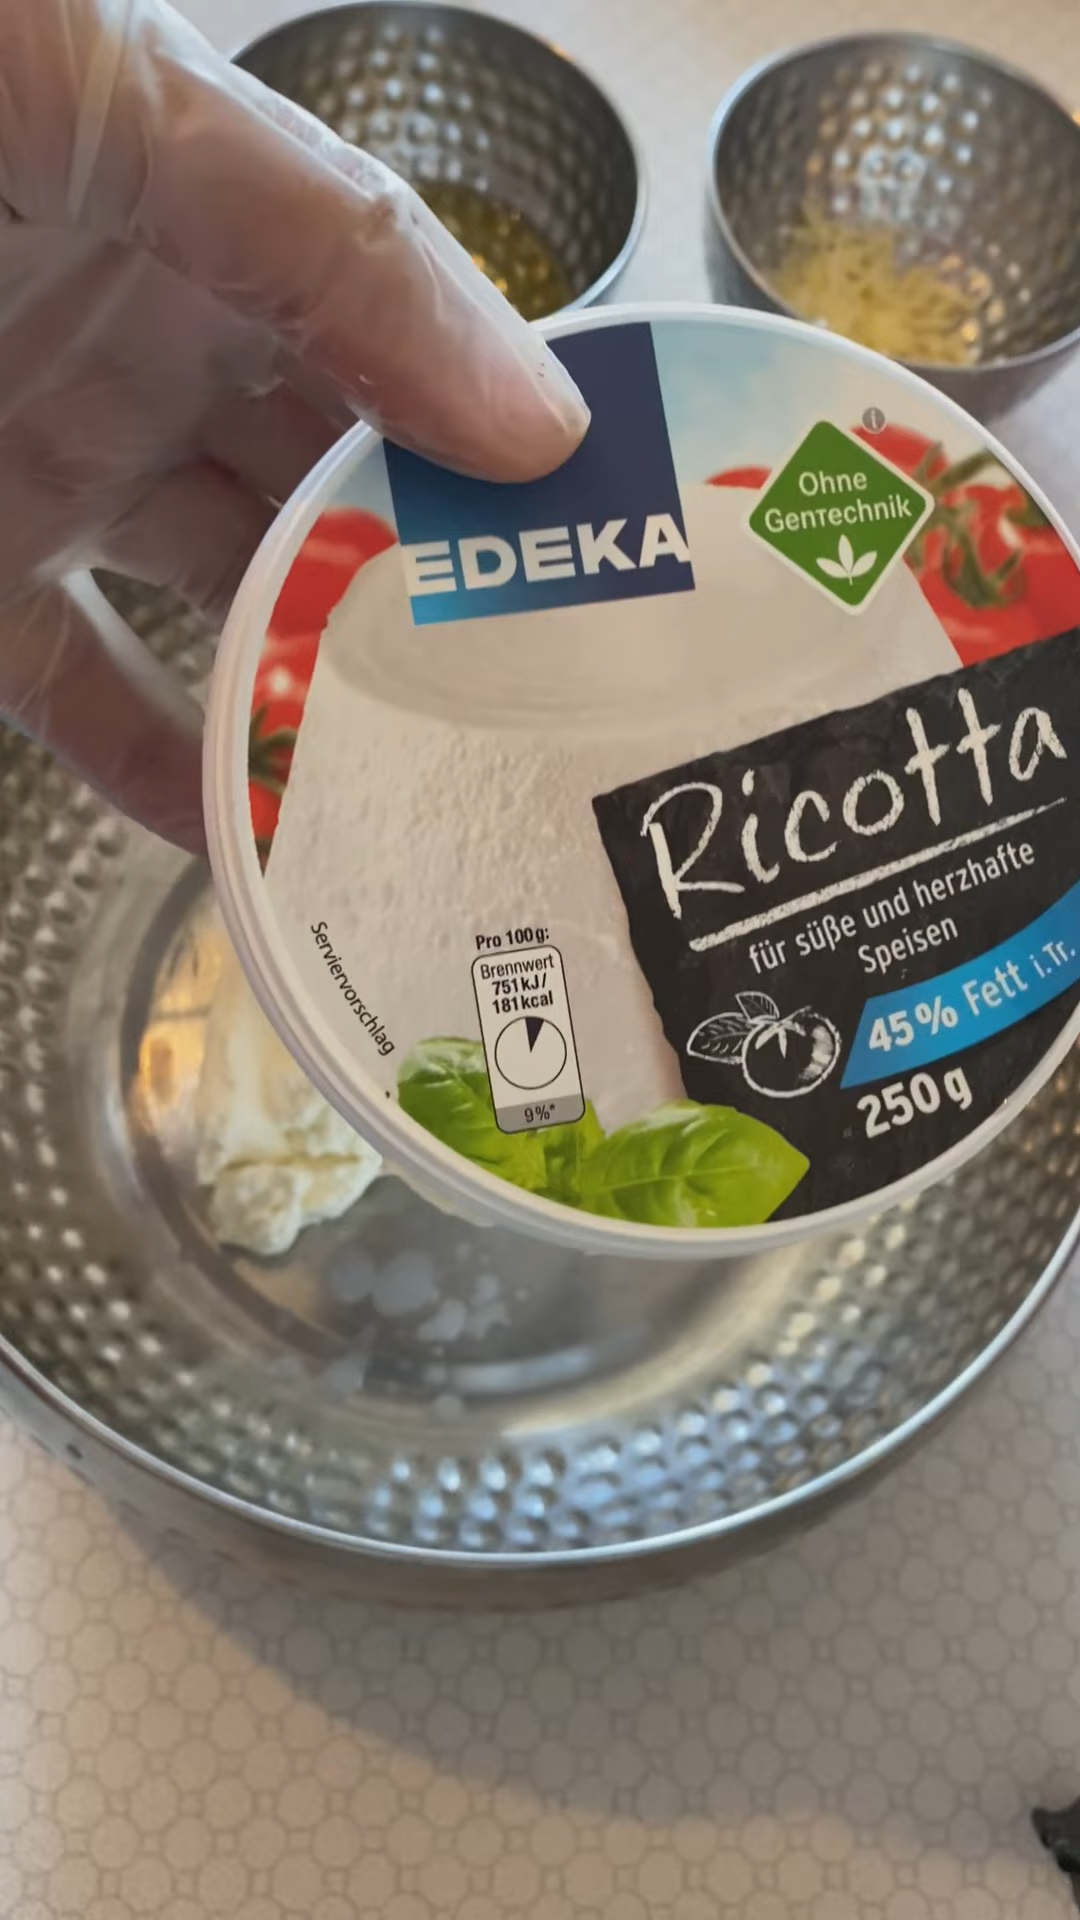 EDEKA
Ohne
GenTechnik
i
Ricotta
für süße und herzhafte
Speisen
45% Fett i.Tr.
250g
Serviervorschlag
Pro 100g:
Brennwert
751kJ/
181kcal
9%*